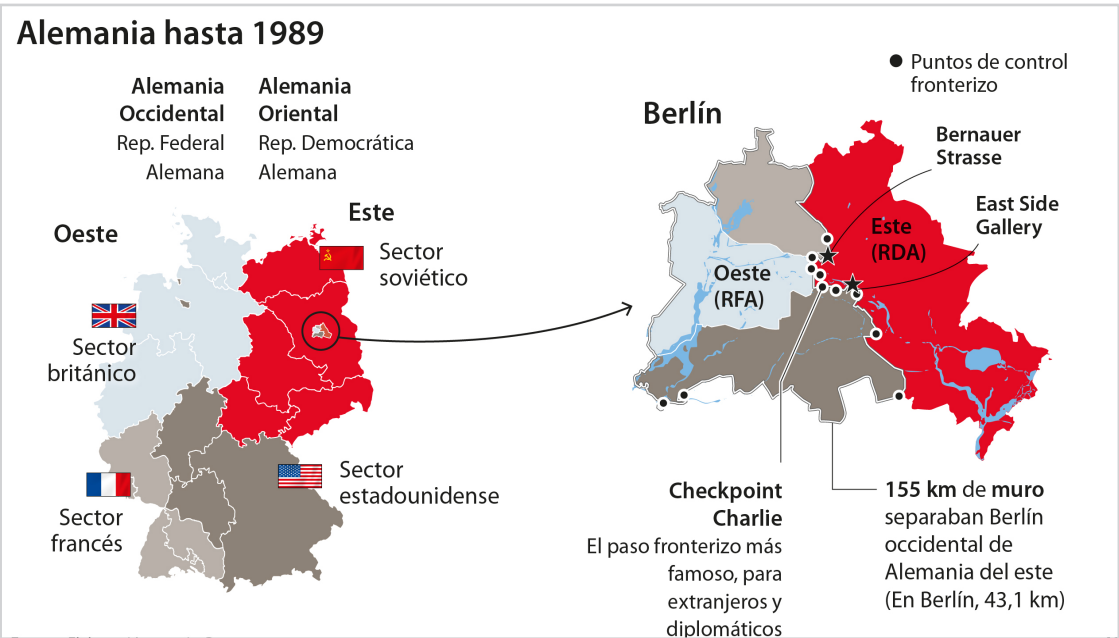 Alemania hasta 1989
Alemania
Occidental
Rep. Federal
Alemana
Alemania
Oriental
Rep. Democrática
Alemana
Oeste
Este
Sector
soviético
Sector
británico
Sector
estadounidense
Sector
francés
Puntos de control
fronterizo
Berlín
Bernauer
Strasse
East Side
Gallery
Este
(RDA)
Oeste
(RFA)
Checkpoint
Charlie
El paso fronterizo más
famoso, para
extranjeros y
diplomáticos
155 km de muro
separaban Berlín
occidental de
Alemania del este
(En Berlín, 43,1 km)